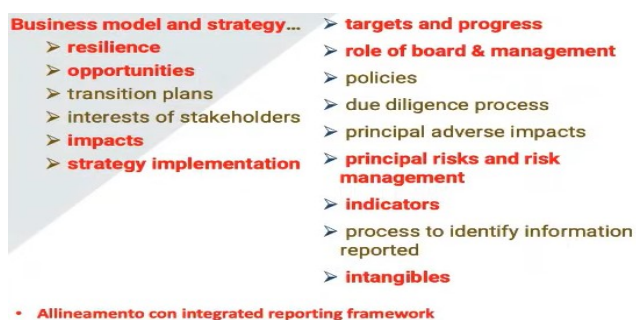 Business model and strategy...
➢ resilience
➢ opportunities
➢ transition plans
➢ interests of stakeholders
➢ impacts
➢ strategy implementation
➢ targets and progress
➢ role of board & management
➢ policies
➢ due diligence process
➢ principal adverse impacts
➢ principal risks and risk
management
➢ indicators
➢ process to identify information
reported
➢ intangibles
• Allineamento con integrated reporting framework